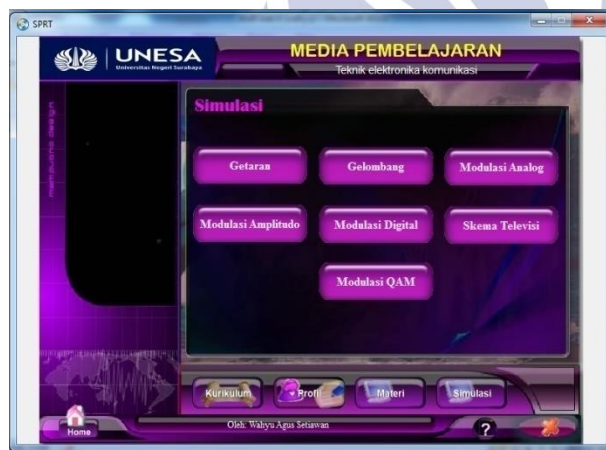 SPRT
UNESA
Universitas Negeri Surabaya
MEDIA PEMBELAJARAN
Teknik elektronika komunikasi
Simulasi
Getaran
Gelombang
Modulasi Analog
Modulasi Amplitudo
Modulasi Digital
Skema Televisi
Modulasi QAM
Kurikulum
Profil
Materi
Simulasi
Home
Oleh: Wahyu Agus Setiawan
?